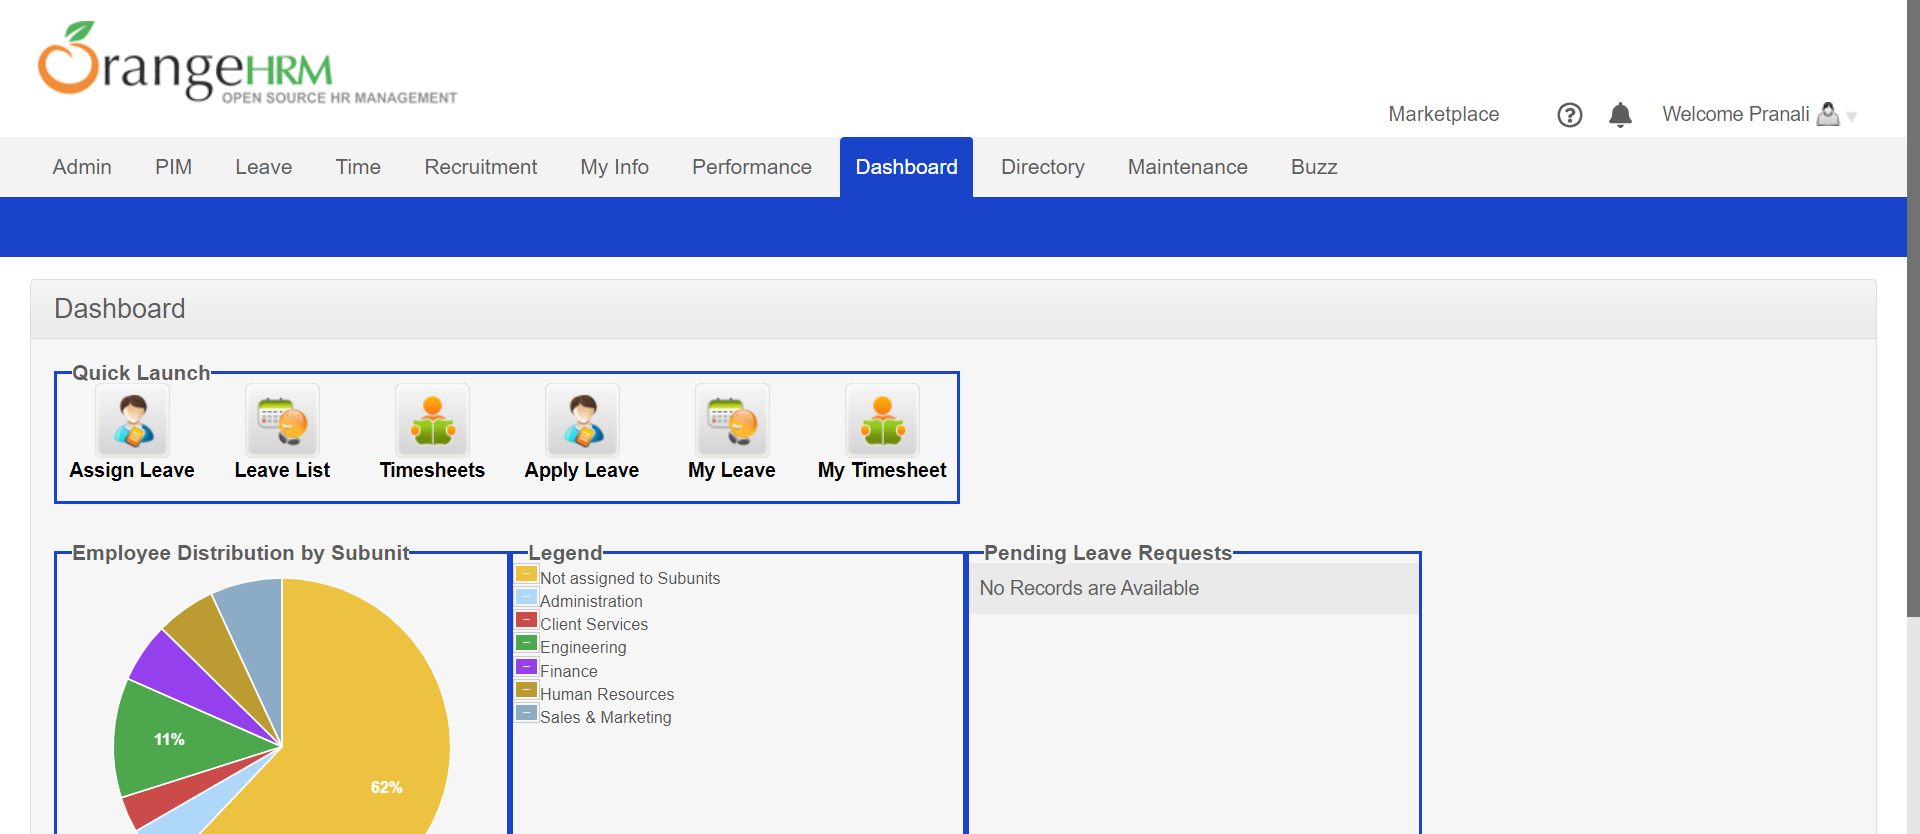 OrangeHRM
OPEN SOURCE HR MANAGEMENT
Marketplace
?
Welcome Pranali
Admin PIM Leave Time Recruitment My Info Performance Dashboard Directory Maintenance Buzz
Dashboard
Quick Launch
Assign Leave Leave List Timesheets Apply Leave My Leave My Timesheet
Employee Distribution by Subunit
11%
62%
Legend
Not assigned to Subunits
Administration
Client Services
Engineering
Finance
Human Resources
Sales & Marketing
Pending Leave Requests
No Records are Available